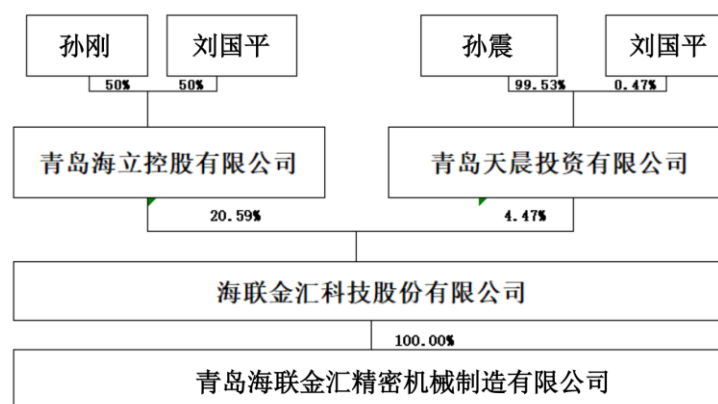 孙刚 刘国平 孙震 刘国平
50% 50% 99.53% 0.47%
青岛海立控股有限公司 青岛天晨投资有限公司
20.59% 4.47%
海联金汇科技股份有限公司
100.00%
青岛海联金汇精密机械制造有限公司